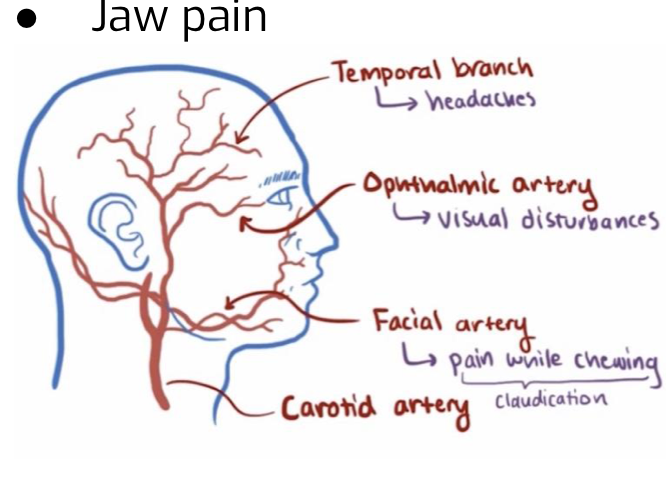 ● Jaw pain
Temporal branch
↳ headaches
Ophthalmic artery
↳ visual disturbances
Facial artery
↳ pain while chewing
claudication
Carotid artery